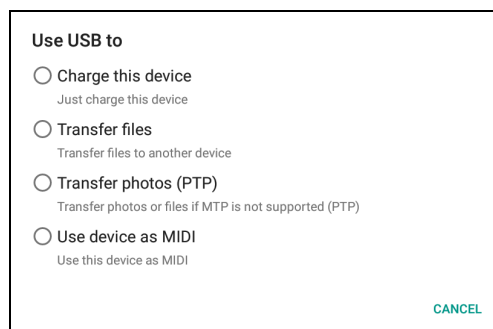 Use USB to
Charge this device
Just charge this device
Transfer files
Transfer files to another device
Transfer photos (PTP)
Transfer photos or files if MTP is not supported (PTP)
Use device as MIDI
Use this device as MIDI
CANCEL